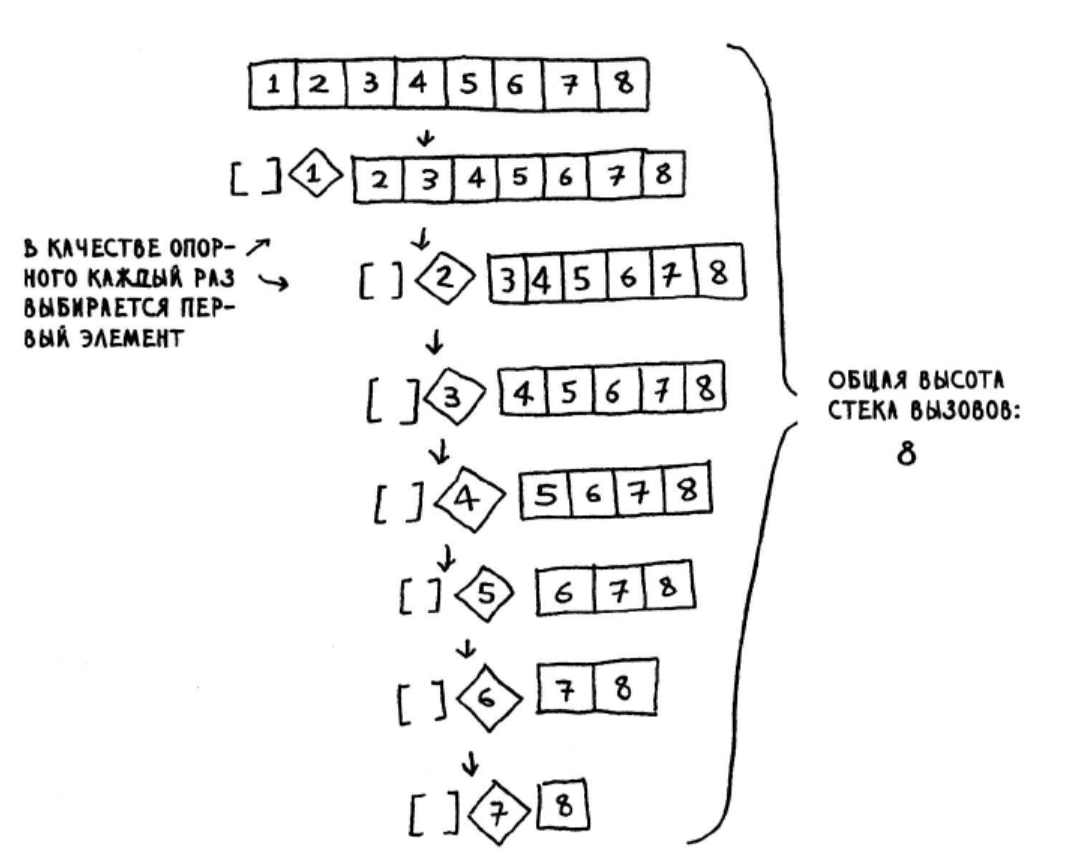 1 2 3 4 5 6 7 8
[ ] 1 2 3 4 5 6 7 8
В КАЧЕСТВЕ ОПОР-
НОГО КАЖДЫЙ РАЗ
ВЫБИРАЕТСЯ ПЕР-
ВЫЙ ЭЛЕМЕНТ
[ ] 2 3 4 5 6 7 8
[ ] 3 4 5 6 7 8
[ ] 4 5 6 7 8
[ ] 5 6 7 8
[ ] 6 7 8
[ ] 7 8
ОБЩАЯ ВЫСОТА
СТЕКА ВЫЗОВОВ:
8